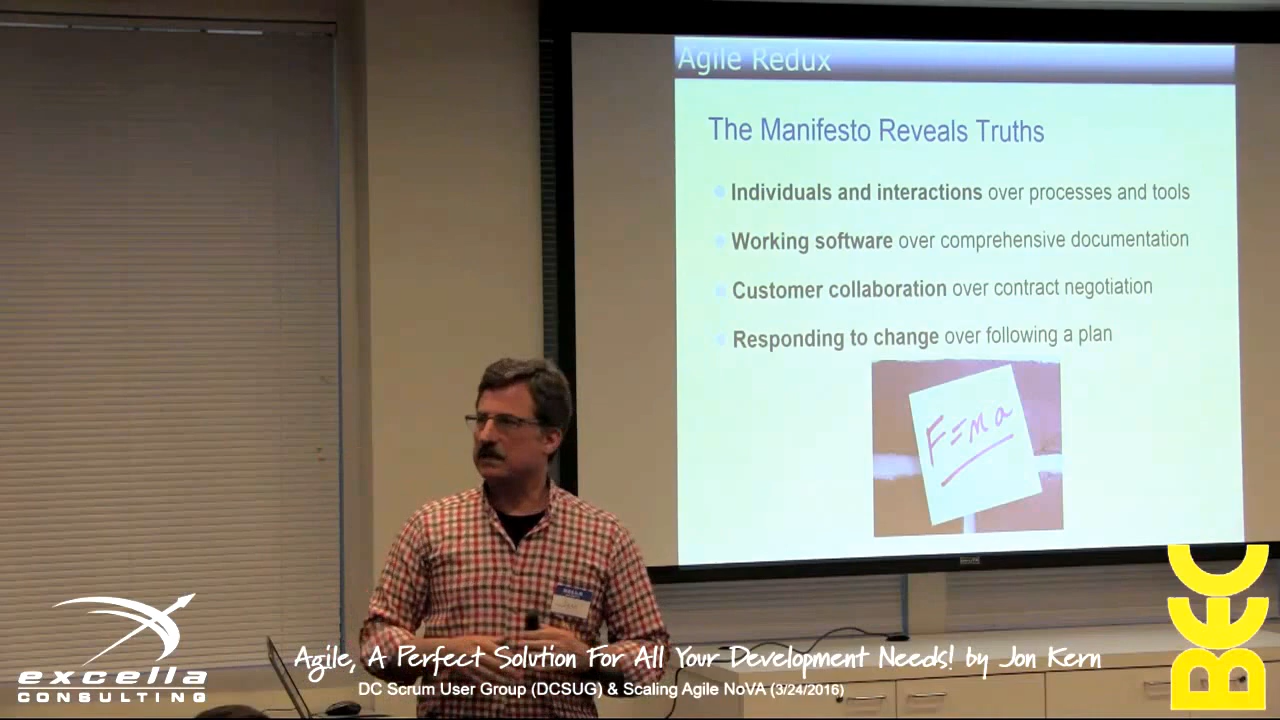 Agile Redux
The Manifesto Reveals Truths
Individuals and interactions over processes and tools
Working software over comprehensive documentation
Customer collaboration over contract negotiation
Responding to change over following a plan
F=ma
HELLO
excella
CONSULTING
Agile, A Perfect Solution For All Your Development Needs! by Jon Kern
DC Scrum User Group (DCSUG) & Scaling Agile NoVA (3/24/2016)
BEC